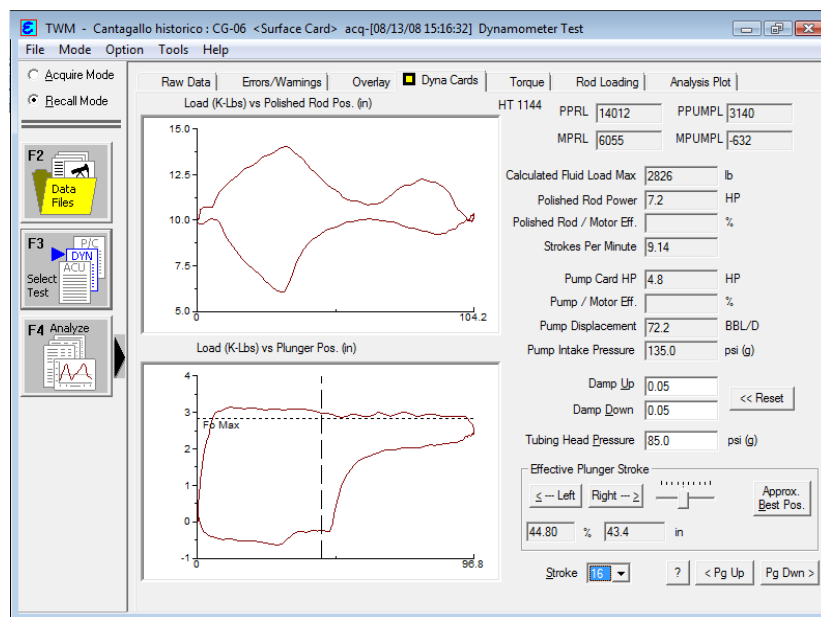 TWM - Cantagallo historico : CG-06 <Surface Card> acq-[08/13/08 15:16:32] Dynamometer Test
File Mode Option Tools Help
Acquire Mode
Recall Mode
F2
Data
Files
F3
P/C
DYN
ACU
Select
Test
F4 Analyze
Raw Data Errors/Warnings Overlay Dyna Cards Torque Rod Loading Analysis Plot
Load (K-Lbs) vs Polished Rod Pos. (in)
15.0
12.5
10.0
7.5
5.0
0 104.2
Load (K-Lbs) vs Plunger Pos. (in)
4
3
Fo Max
2
1
0
-1
0 96.8
HT 1144
PPRL 14012 PPUMPL 3140
MPRL 6055 MPUMPL -632
Calculated Fluid Load Max 2826 lb
Polished Rod Power 7.2 HP
Polished Rod / Motor Eff. %
Strokes Per Minute 9.14
Pump Card HP 4.8 HP
Pump / Motor Eff. %
Pump Displacement 72.2 BBL/D
Pump Intake Pressure 135.0 psi (g)
Damp Up 0.05
Damp Down 0.05
<< Reset
Tubing Head Pressure 85.0 psi (g)
Effective Plunger Stroke
< --- Left Right --- >
Approx.
Best Pos.
44.80 % 43.4 in
Stroke 16 ? < Pg Up Pg Dwn >